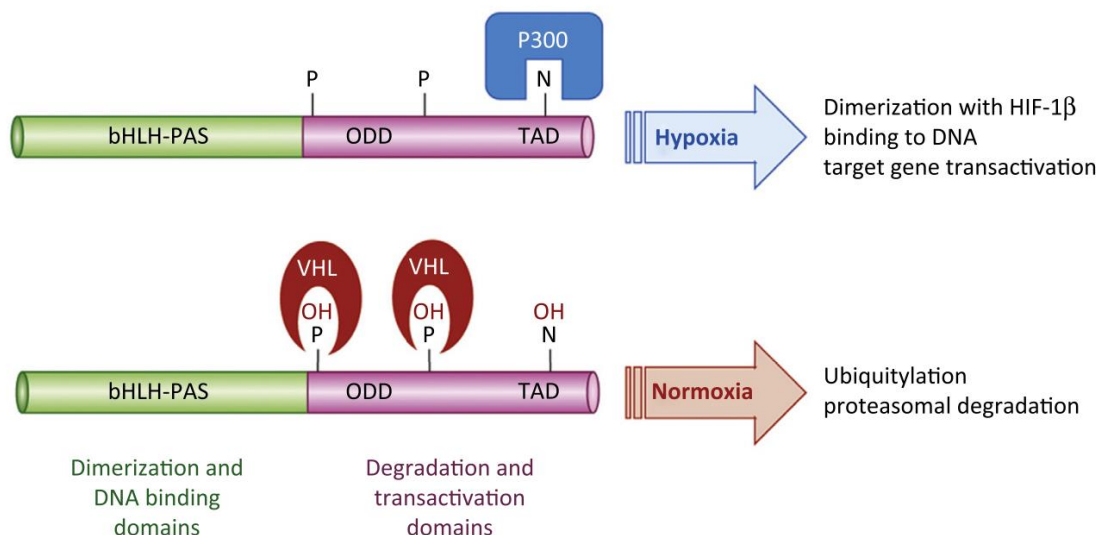 P300
P
P
N
bHLH-PAS
ODD
TAD
Hypoxia
Dimerization with HIF-1β
binding to DNA
target gene transactivation
VHL
OH
P
VHL
OH
P
OH
N
bHLH-PAS
ODD
TAD
Normoxia
Ubiquitylation
proteasomal degradation
Dimerization and
DNA binding
domains
Degradation and
transactivation
domains